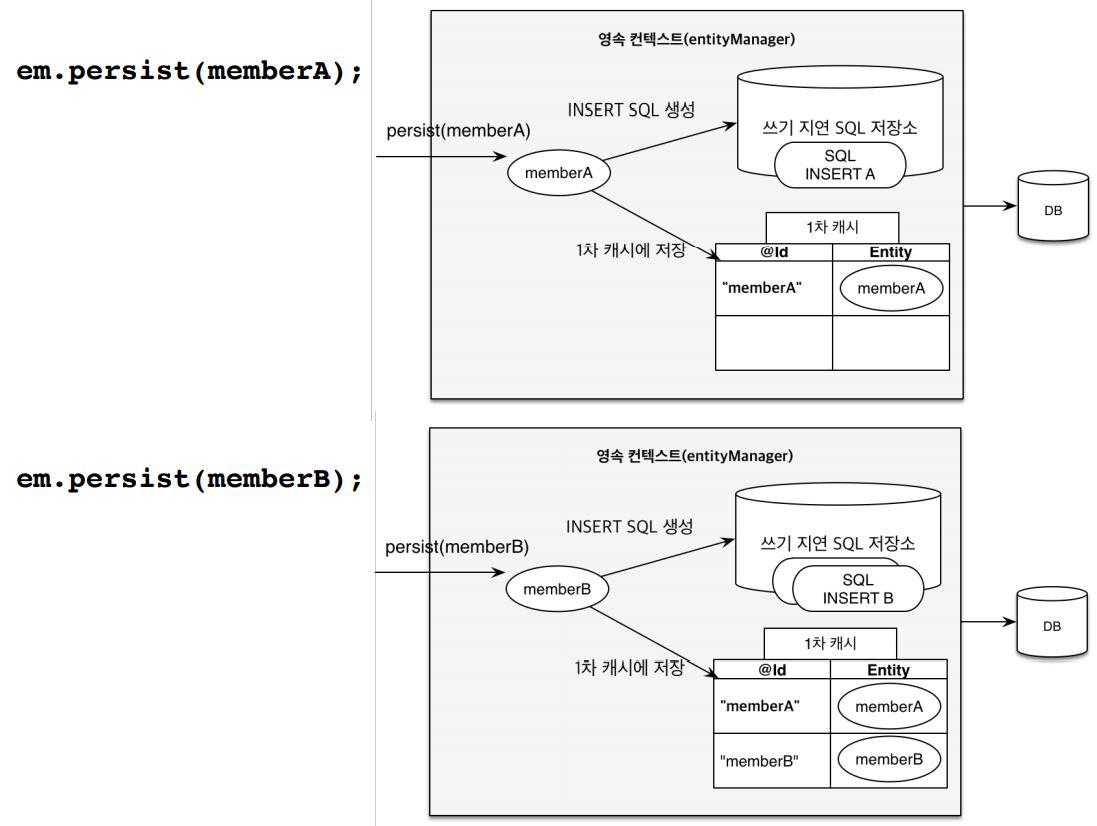 em.persist(memberA);
영속 컨텍스트(entityManager)
INSERT SQL 생성
persist(memberA)
쓰기 지연 SQL 저장소
memberA
SQL
INSERT A
DB
1차 캐시
1차 캐시에 저장
@Id Entity
"memberA" memberA
em.persist(memberB);
영속 컨텍스트(entityManager)
INSERT SQL 생성
persist(memberB)
쓰기 지연 SQL 저장소
memberB
SQL
INSERT B
DB
1차 캐시
1차 캐시에 저장
@Id Entity
"memberA" memberA
"memberB" memberB